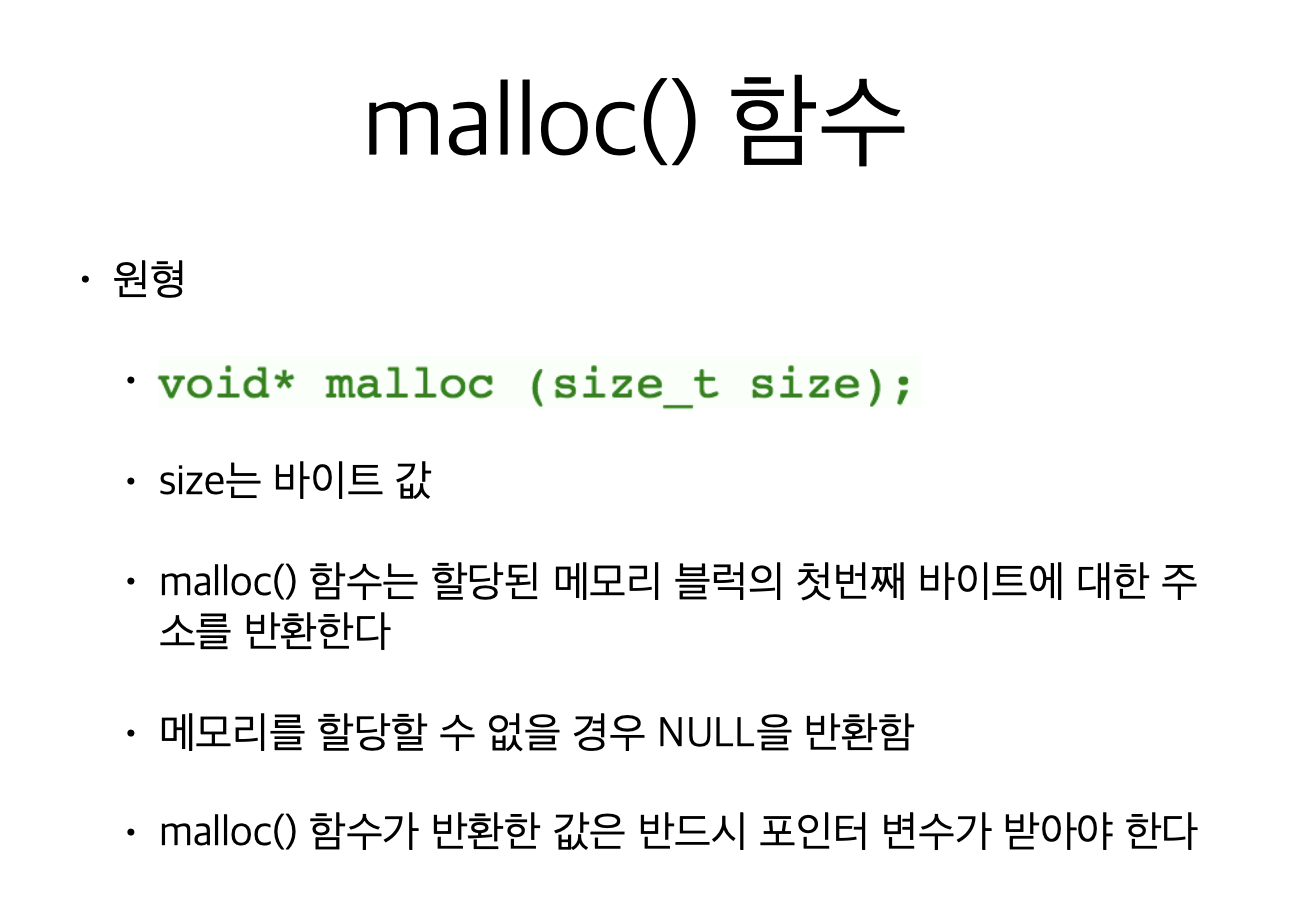 malloc() 함수
• 원형
• void* malloc (size_t size);
• size는 바이트 값
• malloc() 함수는 할당된 메모리 블럭의 첫번째 바이트에 대한 주
소를 반환한다
• 메모리를 할당할 수 없을 경우 NULL을 반환함
• malloc() 함수가 반환한 값은 반드시 포인터 변수가 받아야 한다